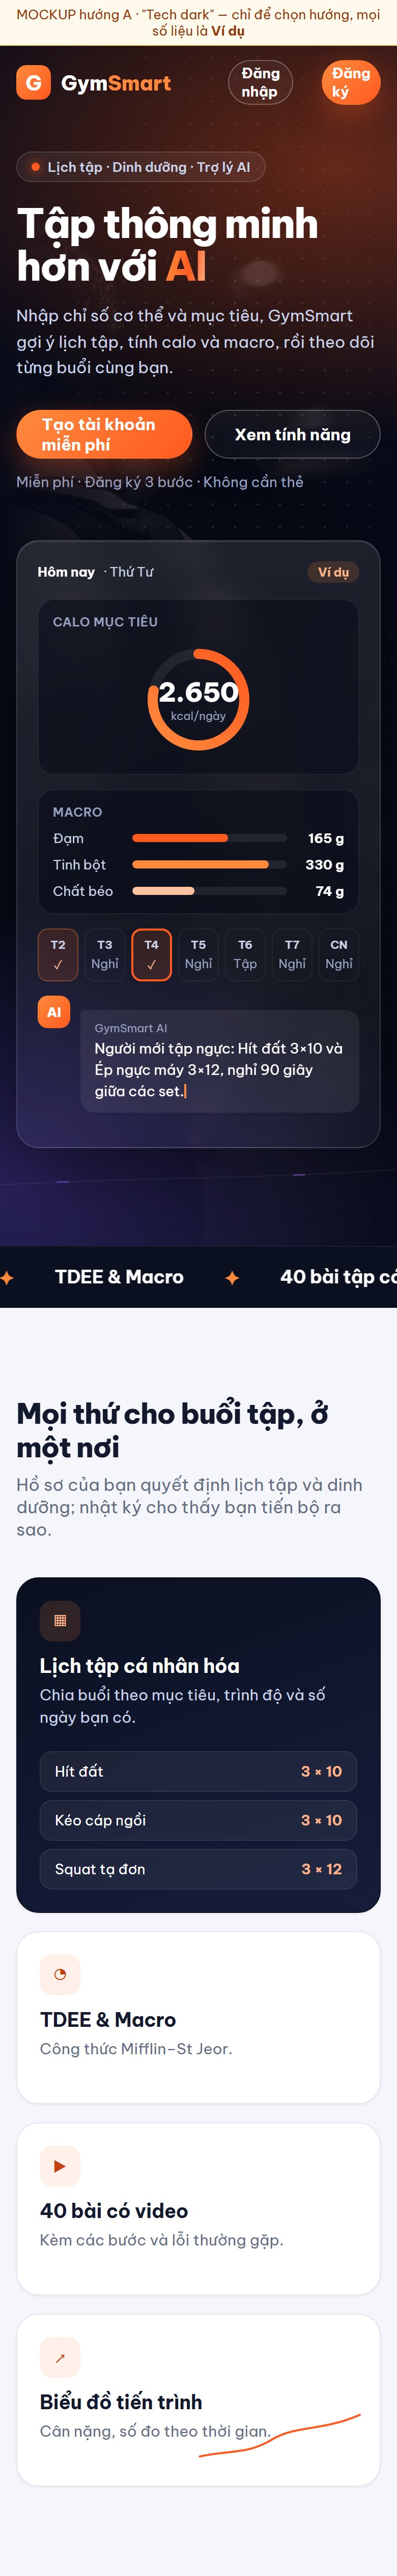 MOCKUP hướng A · "Tech dark" — chỉ để chọn hướng, mọi
số liệu là Ví dụ
G GymSmart
Đăng
nhập
Đăng
ký
Lịch tập · Dinh dưỡng · Trợ lý AI
Tập thông minh
hơn với AI
Nhập chỉ số cơ thể và mục tiêu, GymSmart
gợi ý lịch tập, tính calo và macro, rồi theo dõi
từng buổi cùng bạn.
Tạo tài khoản
miễn phí
Xem tính năng
Miễn phí · Đăng ký 3 bước · Không cần thẻ
Hôm nay · Thứ Tư
Ví dụ
CALO MỤC TIÊU
2.650
kcal/ngày
MACRO
Đạm 165 g
Tinh bột 330 g
Chất béo 74 g
T2 T3 T4 T5 T6 T7 CN
✓ Nghỉ ✓ Nghỉ Tập Nghỉ Nghỉ
AI
GymSmart AI
Người mới tập ngực: Hít đất 3×10 và
Ép ngực máy 3×12, nghỉ 90 giây
giữa các set.
✦ TDEE & Macro ✦ 40 bài tập có
Mọi thứ cho buổi tập, ở
một nơi
Hồ sơ của bạn quyết định lịch tập và dinh
dưỡng; nhật ký cho thấy bạn tiến bộ ra
sao.
Lịch tập cá nhân hóa
Chia buổi theo mục tiêu, trình độ và số
ngày bạn có.
Hít đất 3 × 10
Kéo cáp ngồi 3 × 10
Squat tạ đơn 3 × 12
TDEE & Macro
Công thức Mifflin–St Jeor.
40 bài có video
Kèm các bước và lỗi thường gặp.
Biểu đồ tiến trình
Cân nặng, số đo theo thời gian.